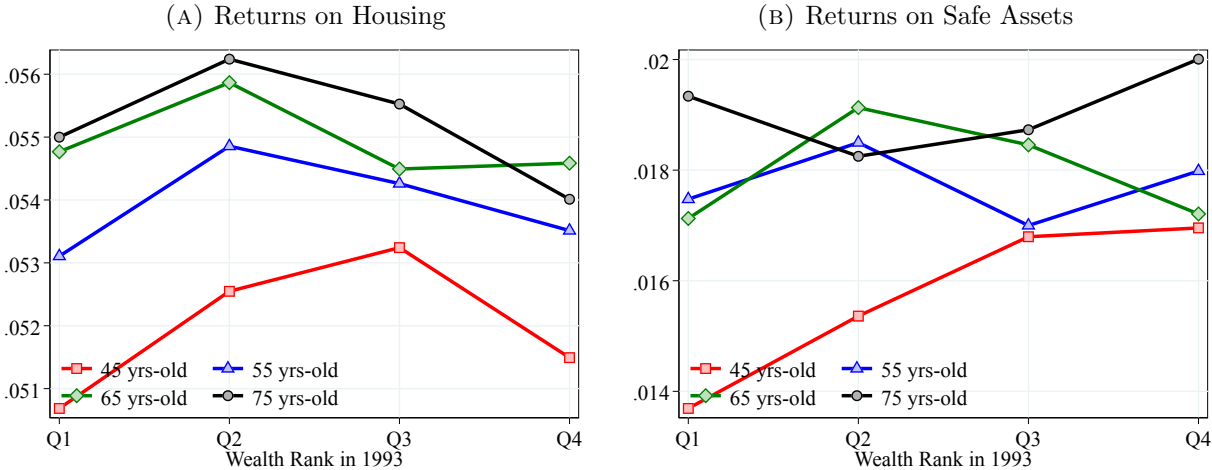 (A) Returns on Housing
.056
.055
.054
.053
.052
.051
45 yrs-old
55 yrs-old
65 yrs-old
75 yrs-old
Q1
Q2
Q3
Q4
Wealth Rank in 1993
(B) Returns on Safe Assets
.02
.018
.016
.014
45 yrs-old
55 yrs-old
65 yrs-old
75 yrs-old
Q1
Q2
Q3
Q4
Wealth Rank in 1993